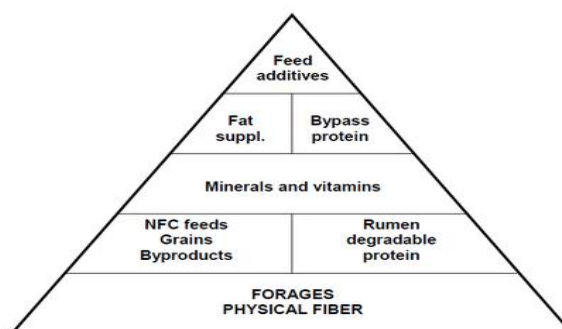 Feed
additives
Fat
suppl.
Bypass
protein
Minerals and vitamins
NFC feeds
Grains
Byproducts
Rumen
degradable
protein
FORAGES
PHYSICAL FIBER